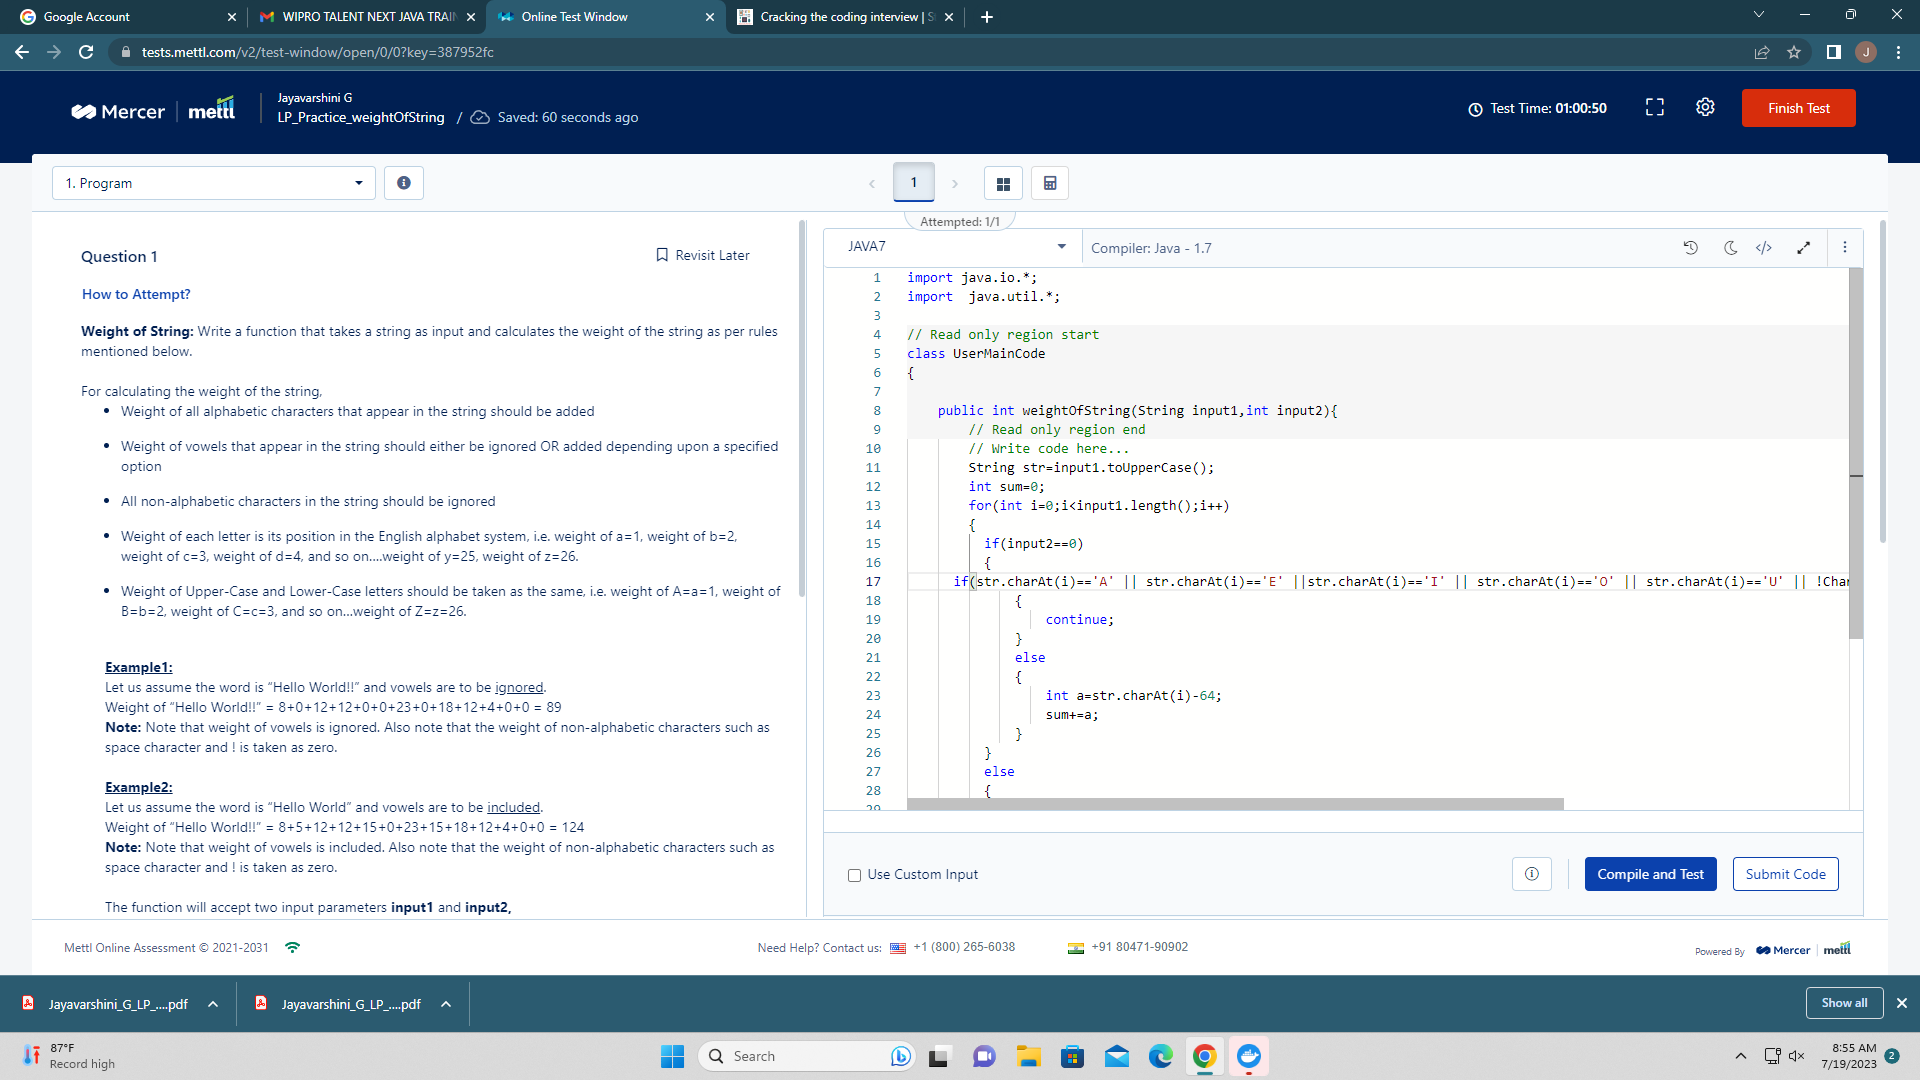 Google Account
WIPRO TALENT NEXT JAVA TRAIN
Online Test Window
Cracking the coding interview |
tests.mettl.com/v2/test-window/open/0/0?key=387952fc
J
Mercer | mettl
Jayavarshini G
LP_Practice_weightOfString / Saved: 60 seconds ago
Test Time: 01:00:50
Finish Test
1. Program
1
Attempted: 1/1
Question 1
Revisit Later
How to Attempt?
Weight of String: Write a function that takes a string as input and calculates the weight of the string as per rules
mentioned below.
For calculating the weight of the string,
• Weight of all alphabetic characters that appear in the string should be added
• Weight of vowels that appear in the string should either be ignored OR added depending upon a specified
option
• All non-alphabetic characters in the string should be ignored
• Weight of each letter is its position in the English alphabet system, i.e. weight of a=1, weight of b=2,
weight of c=3, weight of d=4, and so on....weight of y=25, weight of z=26.
• Weight of Upper-Case and Lower-Case letters should be taken as the same, i.e. weight of A=a=1, weight of
B=b=2, weight of C=c=3, and so on...weight of Z=z=26.
Example1:
Let us assume the word is “Hello World!!” and vowels are to be ignored.
Weight of “Hello World!!” = 8+0+12+12+0+0+23+0+18+12+4+0+0 = 89
Note: Note that weight of vowels is ignored. Also note that the weight of non-alphabetic characters such as
space character and ! is taken as zero.
Example2:
Let us assume the word is “Hello World” and vowels are to be included.
Weight of “Hello World!!” = 8+5+12+12+15+0+23+15+18+12+4+0+0 = 124
Note: Note that weight of vowels is included. Also note that the weight of non-alphabetic characters such as
space character and ! is taken as zero.
The function will accept two input parameters input1 and input2,
JAVA7
Compiler: Java - 1.7
1 import java.io.*;
2 import  java.util.*;
3
4 // Read only region start
5 class UserMainCode
6 {
7
8 public int weightOfString(String input1,int input2){
9 // Read only region end
10 // Write code here...
11 String str=input1.toUpperCase();
12 int sum=0;
13 for(int i=0;i<input1.length();i++)
14 {
15 if(input2==0)
16 {
17 if(str.charAt(i)=='A' || str.charAt(i)=='E' ||str.charAt(i)=='I' || str.charAt(i)=='O' || str.charAt(i)=='U' || !Char
18 {
19 continue;
20 }
21 else
22 {
23 int a=str.charAt(i)-64;
24 sum+=a;
25 }
26 }
27 else
28 {
29
Use Custom Input
Compile and Test
Submit Code
Mettl Online Assessment © 2021-2031
Need Help? Contact us: +1 (800) 265-6038
+91 80471-90902
Powered By Mercer | mettl
Jayavarshini_G_LP_....pdf
Jayavarshini_G_LP_....pdf
Show all
87°F
Record high
Search
8:55 AM
7/19/2023
2